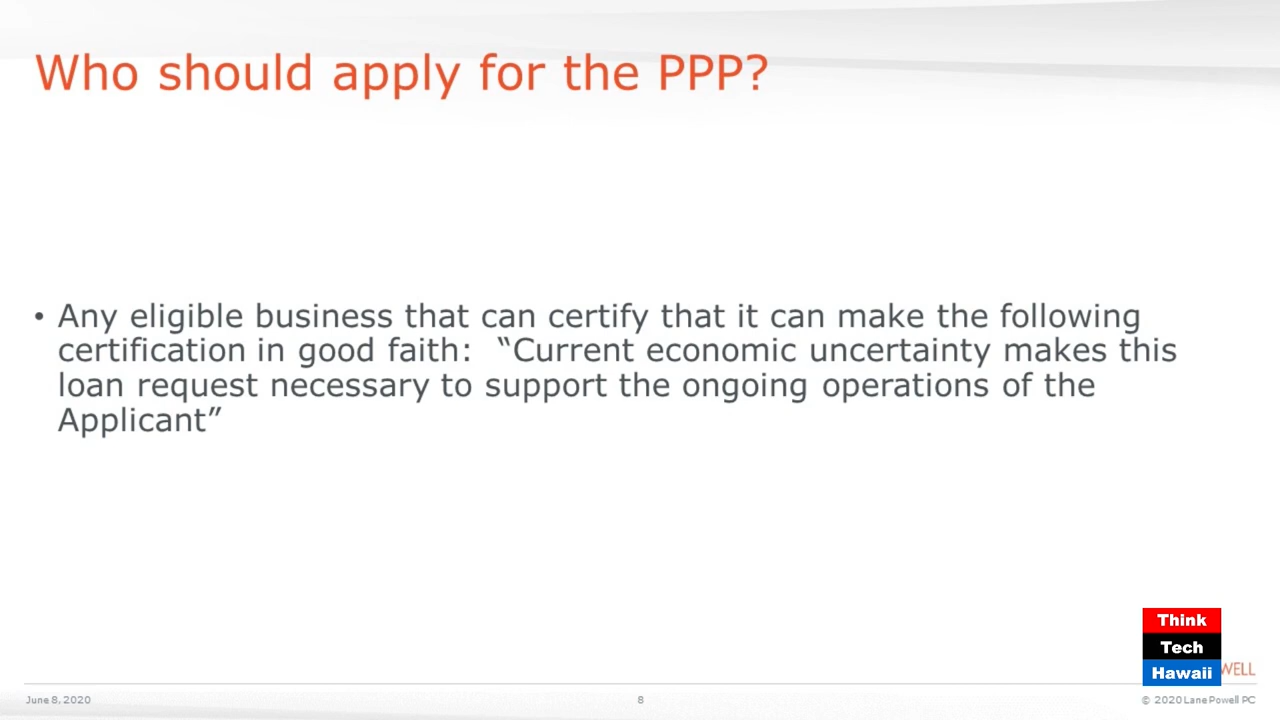 Who should apply for the PPP?
• Any eligible business that can certify that it can make the following
certification in good faith:  “Current economic uncertainty makes this
loan request necessary to support the ongoing operations of the
Applicant”
Think
Tech
Hawaii
WELL
June 8, 2020
8
© 2020 Lane Powell PC